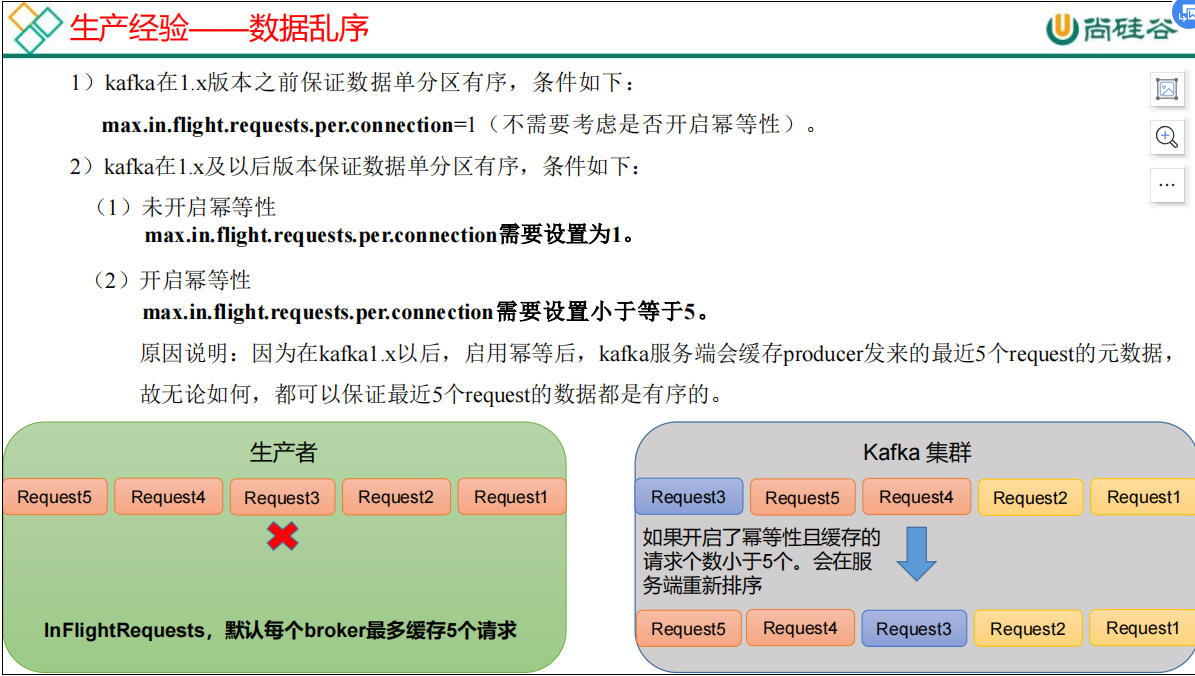 生产经验——数据乱序
尚硅谷
1）kafka在1.x版本之前保证数据单分区有序，条件如下：
max.in.flight.requests.per.connection=1（不需要考虑是否开启幂等性）。
2）kafka在1.x及以后版本保证数据单分区有序，条件如下：
（1）未开启幂等性
max.in.flight.requests.per.connection需要设置为1。
（2）开启幂等性
max.in.flight.requests.per.connection需要设置小于等于5。
原因说明：因为在kafka1.x以后，启用幂等后，kafka服务端会缓存producer发来的最近5个request的元数据，
故无论如何，都可以保证最近5个request的数据都是有序的。
生产者
Request5 Request4 Request3 Request2 Request1
InFlightRequests，默认每个broker最多缓存5个请求
Kafka 集群
Request3 Request5 Request4 Request2 Request1
如果开启了幂等性且缓存的
请求个数小于5个。会在服
务端重新排序
Request5 Request4 Request3 Request2 Request1